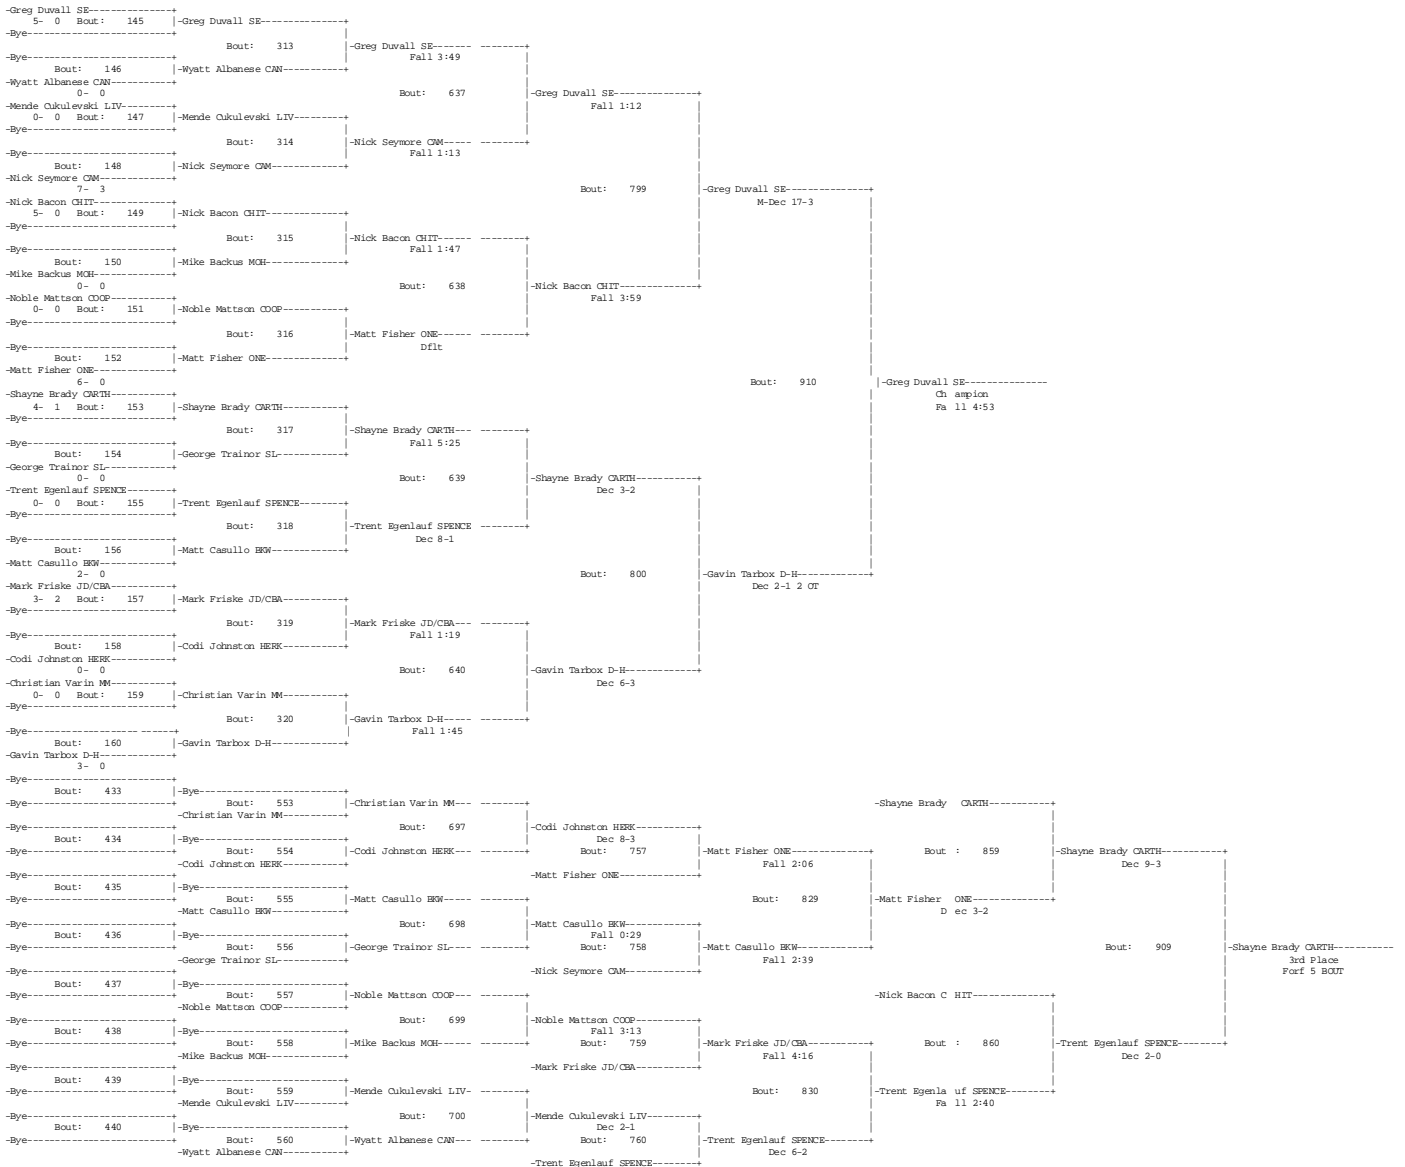 -Greg Duvall SE---------------+
5- 0 Bout: 145 |-Greg Duvall SE---------------+
-Bye--------------------------+ |
Bout: 313 |-Greg Duvall SE------- --------+
-Bye--------------------------+ | Fall 3:49 |
Bout: 146 |-Wyatt Albanese CAN-----------+ |
-Wyatt Albanese CAN-----------+ |
0- 0 Bout: 637 |-Greg Duvall SE---------------+
-Mende Cukulevski LIV---------+ | Fall 1:12 |
0- 0 Bout: 147 |-Mende Cukulevski LIV---------+ | |
-Bye--------------------------+ | | |
Bout: 314 |-Nick Seymore CAM----- --------+ |
-Bye--------------------------+ | Fall 1:13 |
Bout: 148 |-Nick Seymore CAM-------------+ |
-Nick Seymore CAM-------------+ |
7- 3 Bout: 799 |-Greg Duvall SE---------------+
-Nick Bacon CHIT--------------+ | M-Dec 17-3 |
5- 0 Bout: 149 |-Nick Bacon CHIT--------------+ | |
-Bye--------------------------+ | | |
Bout: 315 |-Nick Bacon CHIT------ --------+ | |
-Bye--------------------------+ | Fall 1:47 | | |
Bout: 150 |-Mike Backus MOH--------------+ | | |
-Mike Backus MOH--------------+ | | |
0- 0 Bout: 638 |-Nick Bacon CHIT--------------+ |
-Noble Mattson COOP-----------+ | Fall 3:59 |
0- 0 Bout: 151 |-Noble Mattson COOP-----------+ | |
-Bye--------------------------+ | | |
Bout: 316 |-Matt Fisher ONE------ --------+ |
-Bye--------------------------+ | Dflt |
Bout: 152 |-Matt Fisher ONE--------------+ |
-Matt Fisher ONE--------------+ |
6- 0 Bout: 910 |-Greg Duvall SE---------------
-Shayne Brady CARTH-----------+ | Ch ampion
4- 1 Bout: 153 |-Shayne Brady CARTH-----------+ | Fa ll 4:53
-Bye--------------------------+ | |
Bout: 317 |-Shayne Brady CARTH--- --------+ |
-Bye--------------------------+ | Fall 5:25 | |
Bout: 154 |-George Trainor SL------------+ | |
-George Trainor SL------------+ | |
0- 0 Bout: 639 |-Shayne Brady CARTH-----------+ |
-Trent Egenlauf SPENCE--------+ | Dec 3-2 | |
0- 0 Bout: 155 |-Trent Egenlauf SPENCE--------+ | | |
-Bye--------------------------+ | | | |
Bout: 318 |-Trent Egenlauf SPENCE --------+ | |
-Bye--------------------------+ | Dec 8-1 | |
Bout: 156 |-Matt Casullo BKW-------------+ | |
-Matt Casullo BKW-------------+ | |
2- 0 Bout: 800 |-Gavin Tarbox D-H-------------+
-Mark Friske JD/CBA-----------+ | Dec 2-1 2 OT
3- 2 Bout: 157 |-Mark Friske JD/CBA-----------+ |
-Bye--------------------------+ | |
Bout: 319 |-Mark Friske JD/CBA--- --------+ |
-Bye--------------------------+ | Fall 1:19 | |
Bout: 158 |-Codi Johnston HERK-----------+ | |
-Codi Johnston HERK-----------+ | |
0- 0 Bout: 640 |-Gavin Tarbox D-H-------------+
-Christian Varin MM-----------+ | Dec 6-3
0- 0 Bout: 159 |-Christian Varin MM-----------+ |
-Bye--------------------------+ | |
Bout: 320 |-Gavin Tarbox D-H----- --------+
-Bye-------------------- ------+ | Fall 1:45
Bout: 160 |-Gavin Tarbox D-H-------------+
-Gavin Tarbox D-H-------------+
3- 0
-Bye--------------------------+
Bout: 433 |-Bye--------------------------+
-Bye--------------------------+ Bout: 553 |-Christian Varin MM--- --------+ -Shayne Brady CARTH-----------+
-Christian Varin MM-----------+ | |
-Bye--------------------------+ Bout: 697 |-Codi Johnston HERK-----------+ |
Bout: 434 |-Bye--------------------------+ | Dec 8-3 | |
-Bye--------------------------+ Bout: 554 |-Codi Johnston HERK--- --------+ Bout: 757 |-Matt Fisher ONE--------------+ Bout : 859 |-Shayne Brady CARTH-----------+
-Codi Johnston HERK-----------+ | Fall 2:06 | | Dec 9-3 |
-Bye--------------------------+ -Matt Fisher ONE--------------+ | | |
Bout: 435 |-Bye--------------------------+ | | |
-Bye--------------------------+ Bout: 555 |-Matt Casullo BKW----- --------+ Bout: 829 |-Matt Fisher ONE--------------+ |
-Matt Casullo BKW-------------+ | | D ec 3-2 |
-Bye--------------------------+ Bout: 698 |-Matt Casullo BKW-------------+ | |
Bout: 436 |-Bye--------------------------+ | Fall 0:29 | | |
-Bye--------------------------+ Bout: 556 |-George Trainor SL---- --------+ Bout: 758 |-Matt Casullo BKW-------------+ Bout: 909 |-Shayne Brady CARTH-----------
-George Trainor SL------------+ | Fall 2:39 | 3rd Place
-Bye--------------------------+ -Nick Seymore CAM-------------+ | Forf 5 BOUT
Bout: 437 |-Bye--------------------------+ |
-Bye--------------------------+ Bout: 557 |-Noble Mattson COOP--- --------+ -Nick Bacon C HIT-------------+ |
-Noble Mattson COOP-----------+ | | |
-Bye--------------------------+ Bout: 699 |-Noble Mattson COOP-----------+ | |
Bout: 438 |-Bye--------------------------+ | Fall 3:13 | | |
-Bye--------------------------+ Bout: 558 |-Mike Backus MOH------ --------+ Bout: 759 |-Mark Friske JD/CBA-----------+ Bout : 860 |-Trent Egenlauf SPENCE--------+
-Mike Backus MOH--------------+ | Fall 4:16 | | Dec 2-0
-Bye--------------------------+ -Mark Friske JD/CBA-----------+ | |
Bout: 439 |-Bye--------------------------+ | |
-Bye--------------------------+ Bout: 559 |-Mende Cukulevski LIV- --------+ Bout: 830 |-Trent Egenla uf SPENCE--------+
-Mende Cukulevski LIV---------+ | | Fa ll 2:40
-Bye--------------------------+ Bout: 700 |-Mende Cukulevski LIV---------+ |
Bout: 440 |-Bye--------------------------+ | Dec 2-1 | |
-Bye--------------------------+ Bout: 560 |-Wyatt Albanese CAN--- --------+ Bout: 760 |-Trent Egenlauf SPENCE--------+
-Wyatt Albanese CAN-----------+ | Dec 6-2
-Trent Egenlauf SPENCE--------+